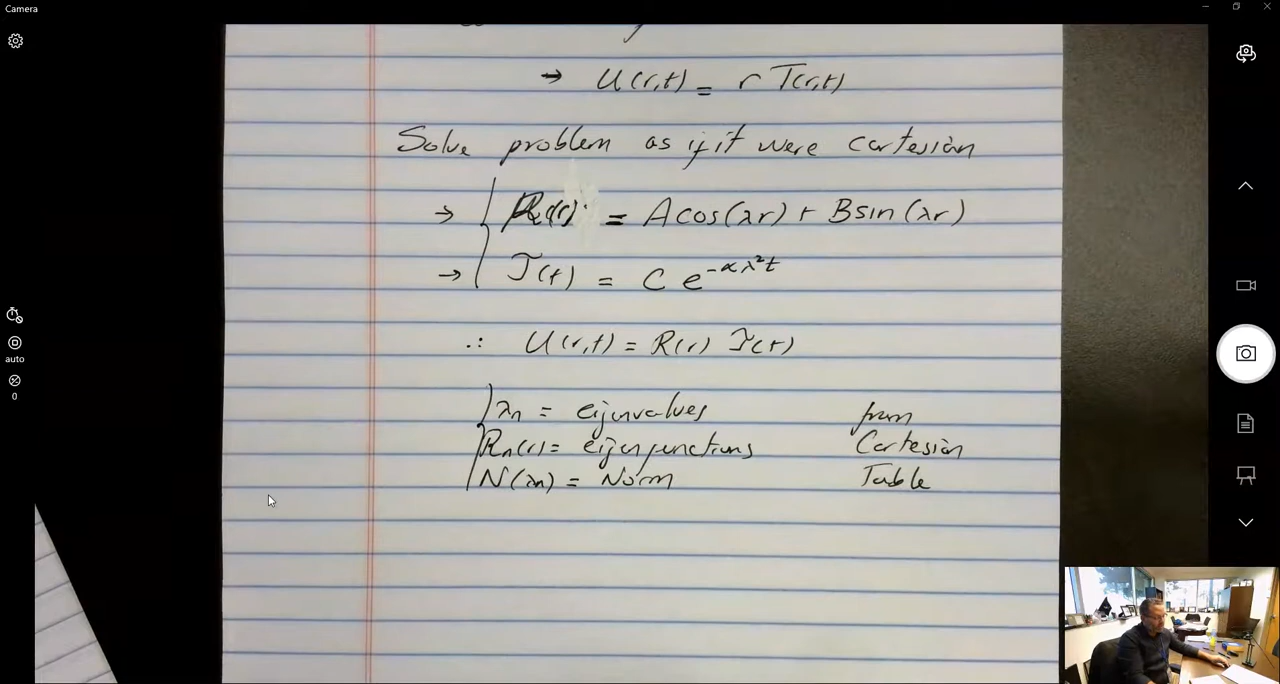 Camera
→ U(r,t) = r T(r,t)
Solve problem as if it were cartesian
→ R(r) = A cos(λr) + B sin(λr)
→ T(t) = C e^{-αλ²t}
∴ U(r,t) = R(r) T(t)
λn = eigenvalues from
Rn(r) = eigenfunctions Cartesian
N(λn) = Norm Table
auto
0